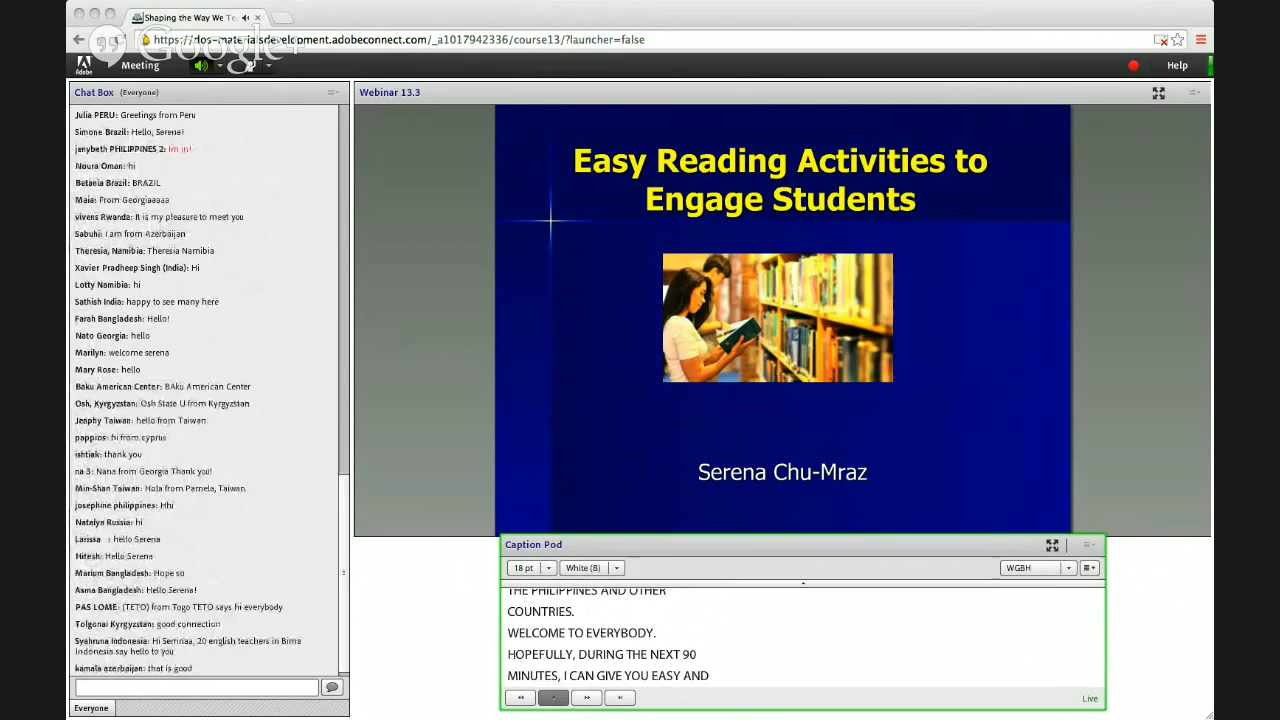 Shaping the Way We Te
https://dos-materialsdevelopment.adobeconnect.com/_a1017942336/course13/?launcher=false
Google+
Adobe
Meeting
Help
Chat Box (Everyone)
Julia PERU: Greetings from Peru
Simone Brazil: Hello, Serena!
jenybeth PHILIPPINES 2: im in!
Noura Oman: hi
Betania Brazil: BRAZIL
Maia: From Georgiaaaaa
vivens Rwanda: It is my pleasure to meet you
Sabuhi: I am from Azerbaijan
Theresia, Namibia: Theresia Namibia
Xavier Pradheep Singh (India): Hi
Lotty Namibia: hi
Sathish India: happy to see many here
Farah Bangladesh: Hello!
Nato Georgia: hello
Marilyn: welcome serena
Mary Rose: hello
Baku American Center: BAku American Center
Osh, Kyrgyzstan: Osh State U from Kyrgyzstan
Jeaphy Taiwan: hello from Taiwan
pappios: hi from cyprus
ishtiak: thank you
na 3: Nana from Georgia Thank you!
Min-Shan Taiwan: Hola from Pamela, Taiwan.
josephine philippines: Hhi
Natalya Russia: hi
Larissa : hello Serena
Hitesh: Hello Serena
Marium Bangladesh: Hope so
Asma Bangladesh: Hello Serena!
PAS LOME: (TETO) from Togo TETO says hi everybody
Tolgonai Kyrgyzstan: good connection
Syahruna Indonesia: Hi Semnaa, 20 english teachers in Bima
Indonesia say hello to you
kamala azerbaijan: that is good
Everyone
Webinar 13.3
Easy Reading Activities to
Engage Students
Serena Chu-Mraz
Caption Pod
18 pt
White (B)
WGBH
THE PHILIPPINES AND OTHER
COUNTRIES.
WELCOME TO EVERYBODY.
HOPEFULLY, DURING THE NEXT 90
MINUTES, I CAN GIVE YOU EASY AND
Live